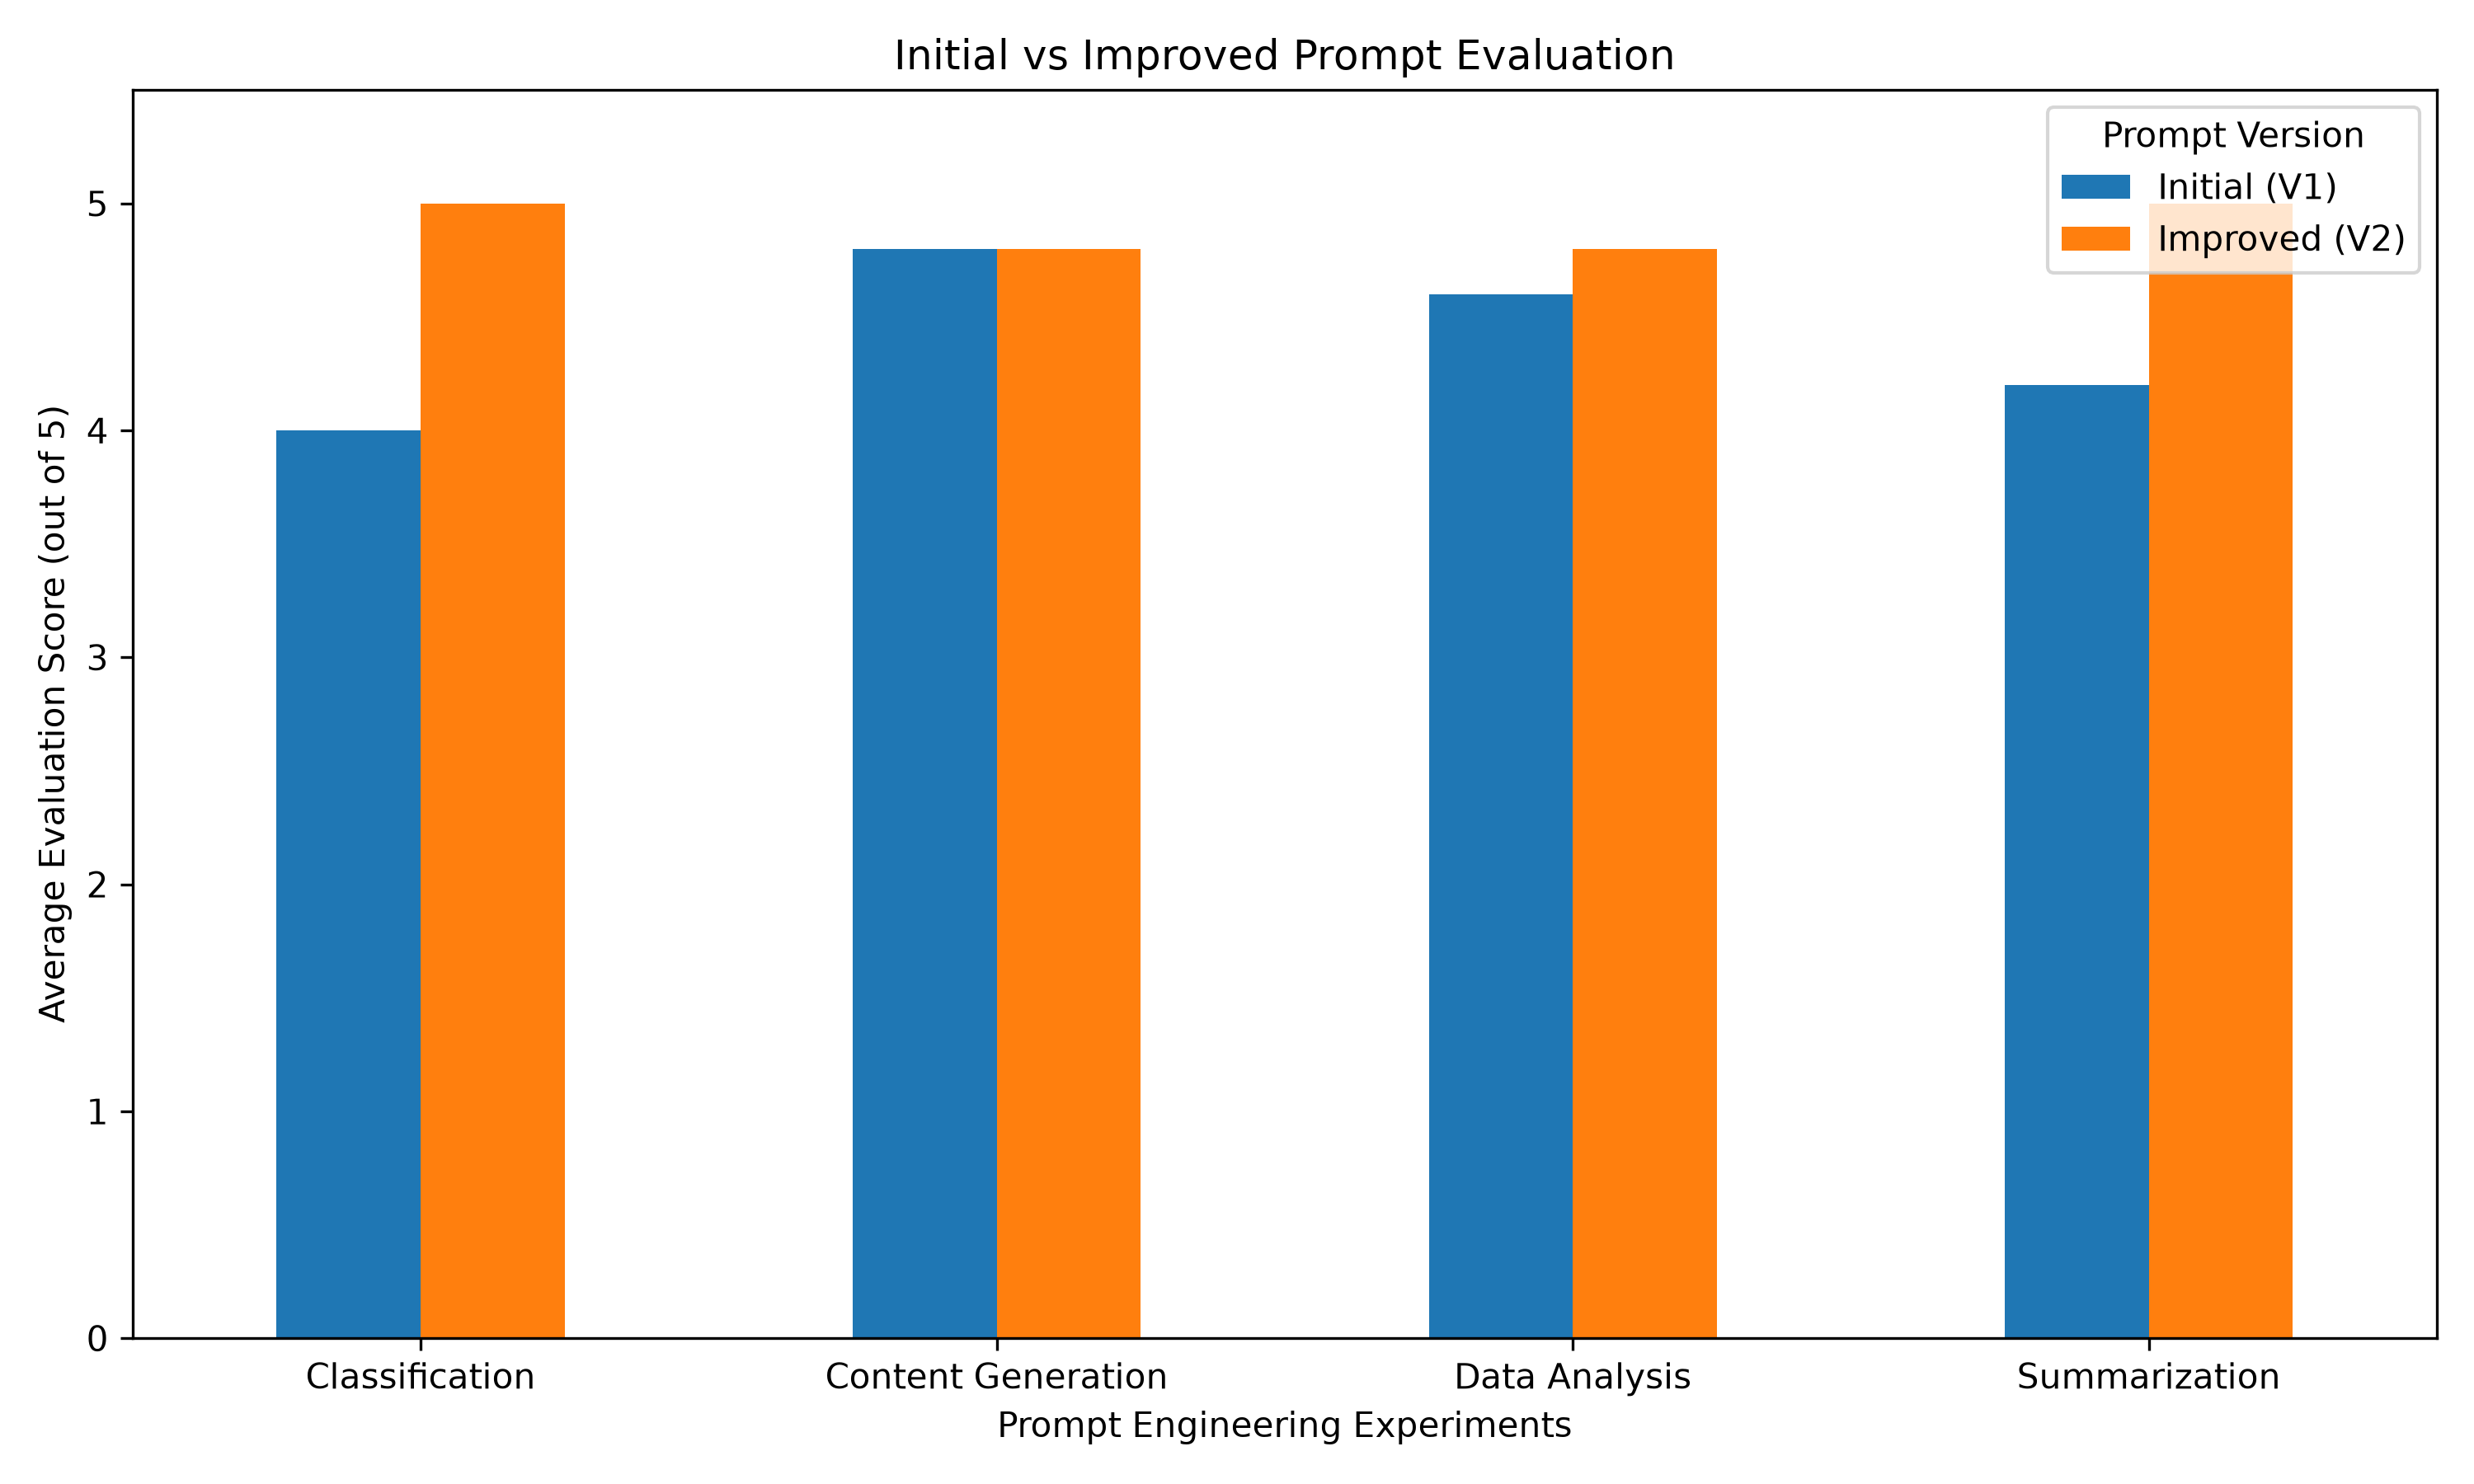 Initial vs Improved Prompt Evaluation
Prompt Version
Initial (V1)
Improved (V2)
Average Evaluation Score (out of 5)
5
4
3
2
1
0
Classification
Content Generation
Data Analysis
Summarization
Prompt Engineering Experiments